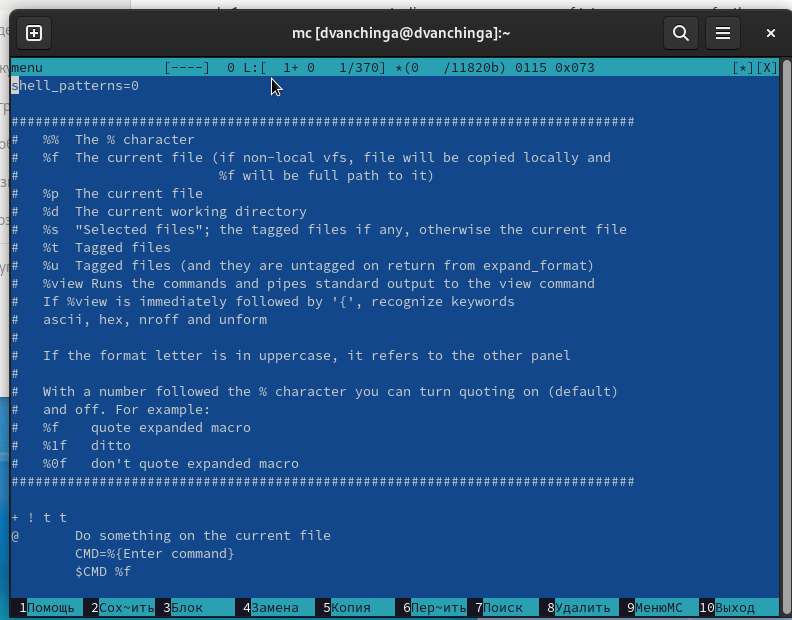 mc [dvanchinga@dvanchinga]:~
menu [----] 0 L:[ 1+ 0 1/370] *(0 /11820b) 0115 0x073 [*][X]
shell_patterns=0
##############################################################################
# %% The % character
# %f The current file (if non-local vfs, file will be copied locally and
# %f will be full path to it)
# %p The current file
# %d The current working directory
# %s "Selected files"; the tagged files if any, otherwise the current file
# %t Tagged files
# %u Tagged files (and they are untagged on return from expand_format)
# %view Runs the commands and pipes standard output to the view command
# If %view is immediately followed by '{', recognize keywords
# ascii, hex, nroff and unform
#
# If the format letter is in uppercase, it refers to the other panel
#
# With a number followed the % character you can turn quoting on (default)
# and off. For example:
# %f quote expanded macro
# %1f ditto
# %0f don't quote expanded macro
##############################################################################
+ ! t t
@ Do something on the current file
CMD=%{Enter command}
$CMD %f
1Помощь 2Сох~ить 3Блок 4Замена 5Копия 6Пер~ить 7Поиск 8Удалить 9МенюMC 10Выход